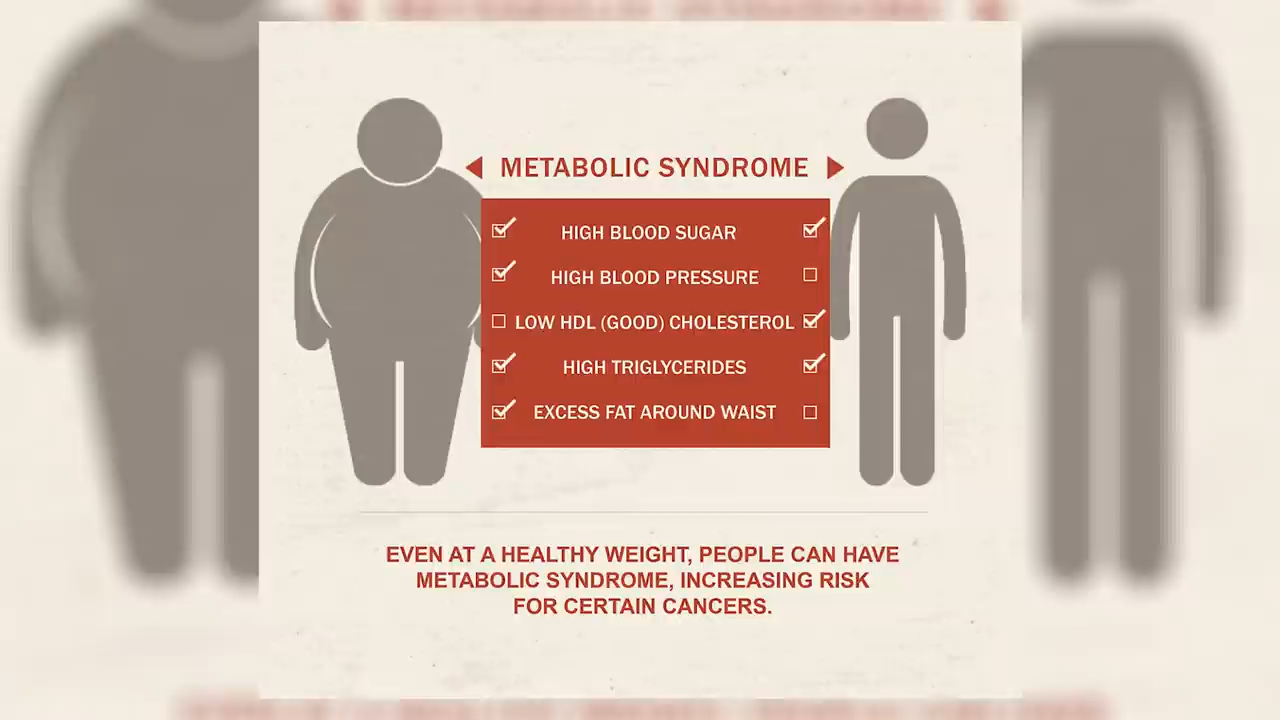 METABOLIC SYNDROME
HIGH BLOOD SUGAR
HIGH BLOOD PRESSURE
LOW HDL (GOOD) CHOLESTEROL
HIGH TRIGLYCERIDES
EXCESS FAT AROUND WAIST
EVEN AT A HEALTHY WEIGHT, PEOPLE CAN HAVE
METABOLIC SYNDROME, INCREASING RISK
FOR CERTAIN CANCERS.